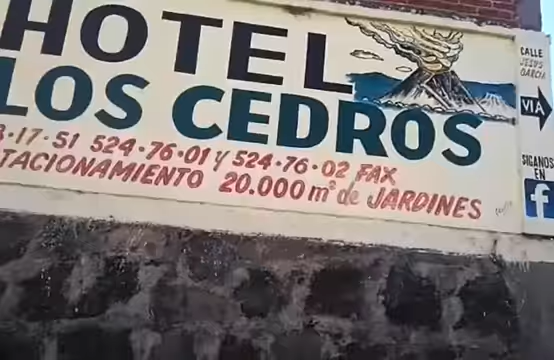 HOTEL
LOS CEDROS
17·51 524·76·01 y 524·76·02 FAX
TACIONAMIENTO 20.000 m² de JARDINES
CALLE
JESUS
GARCIA
VIA
SIGANOS
EN
f